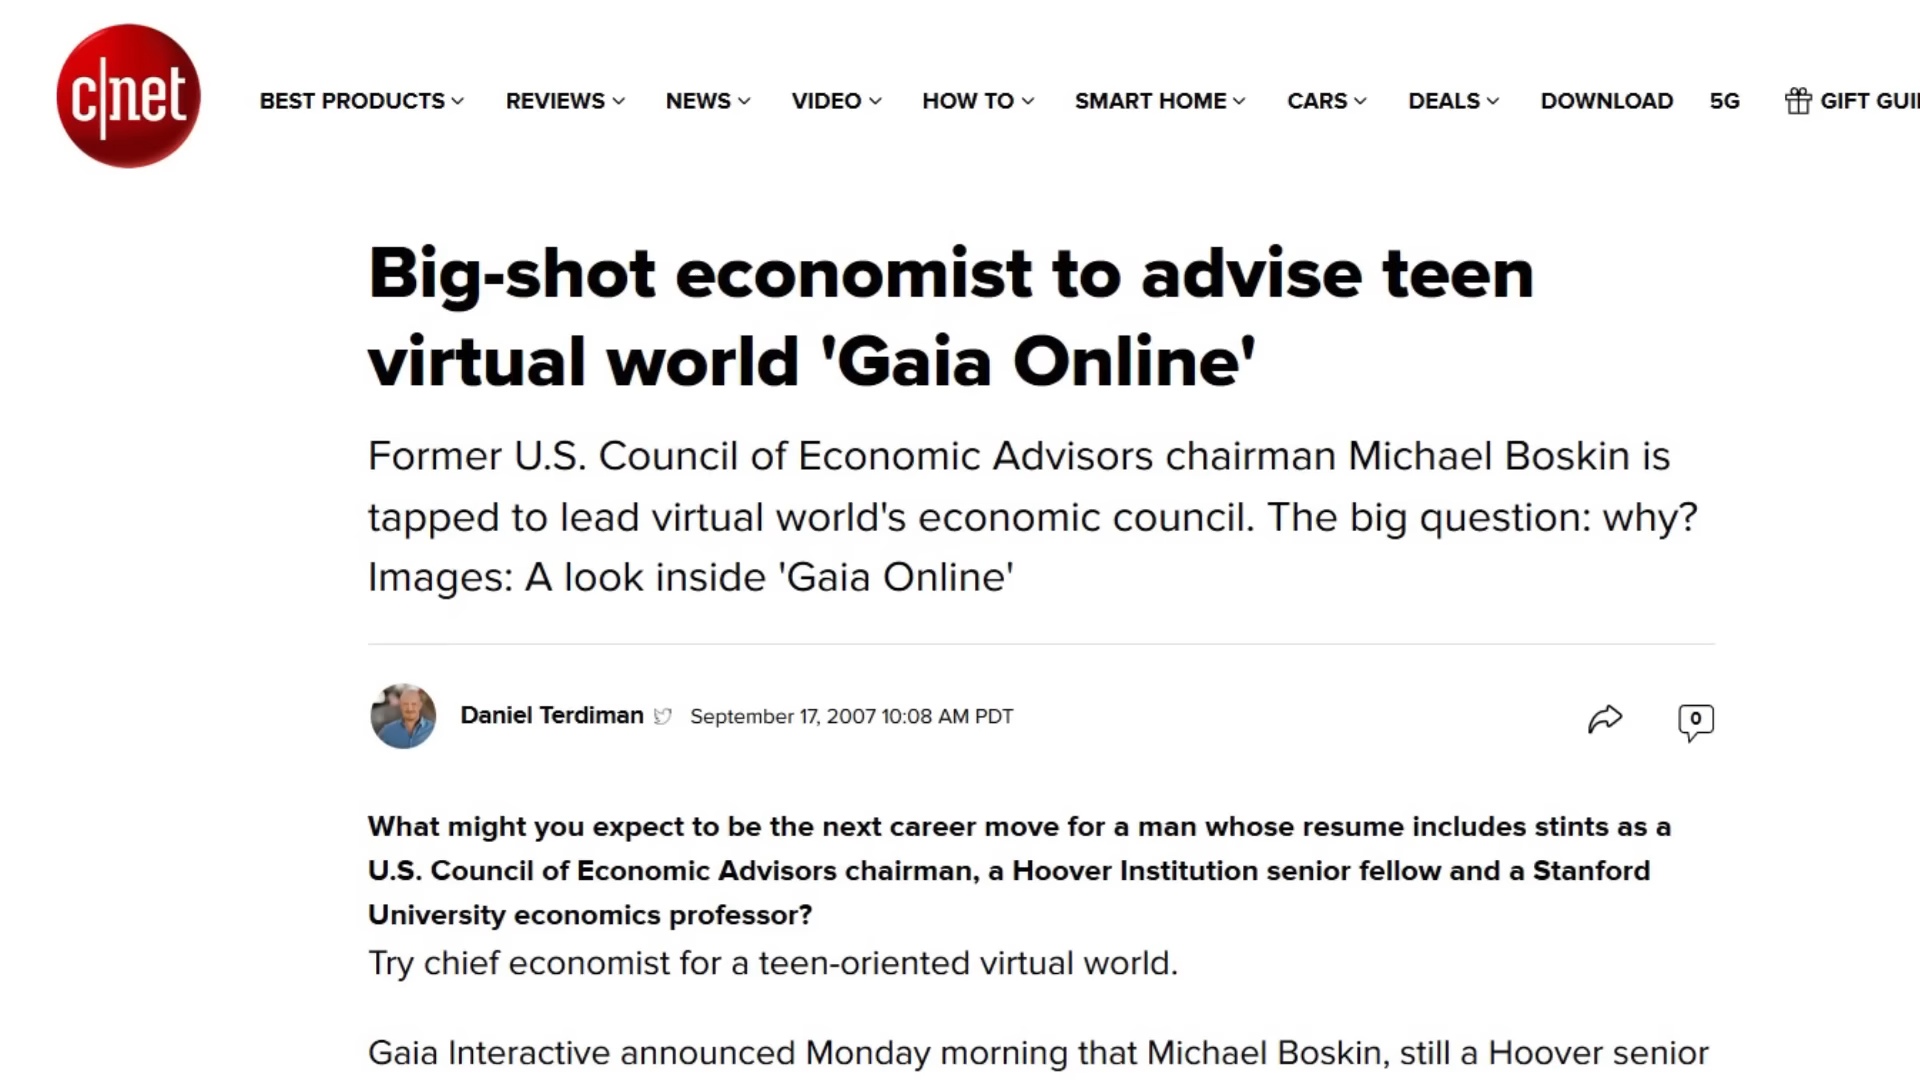 c|net
BEST PRODUCTS REVIEWS NEWS VIDEO HOW TO SMART HOME CARS DEALS DOWNLOAD 5G GIFT GUI
Big-shot economist to advise teen
virtual world 'Gaia Online'
Former U.S. Council of Economic Advisors chairman Michael Boskin is
tapped to lead virtual world's economic council. The big question: why?
Images: A look inside 'Gaia Online'
Daniel Terdiman September 17, 2007 10:08 AM PDT
0
What might you expect to be the next career move for a man whose resume includes stints as a
U.S. Council of Economic Advisors chairman, a Hoover Institution senior fellow and a Stanford
University economics professor?
Try chief economist for a teen-oriented virtual world.
Gaia Interactive announced Monday morning that Michael Boskin, still a Hoover senior